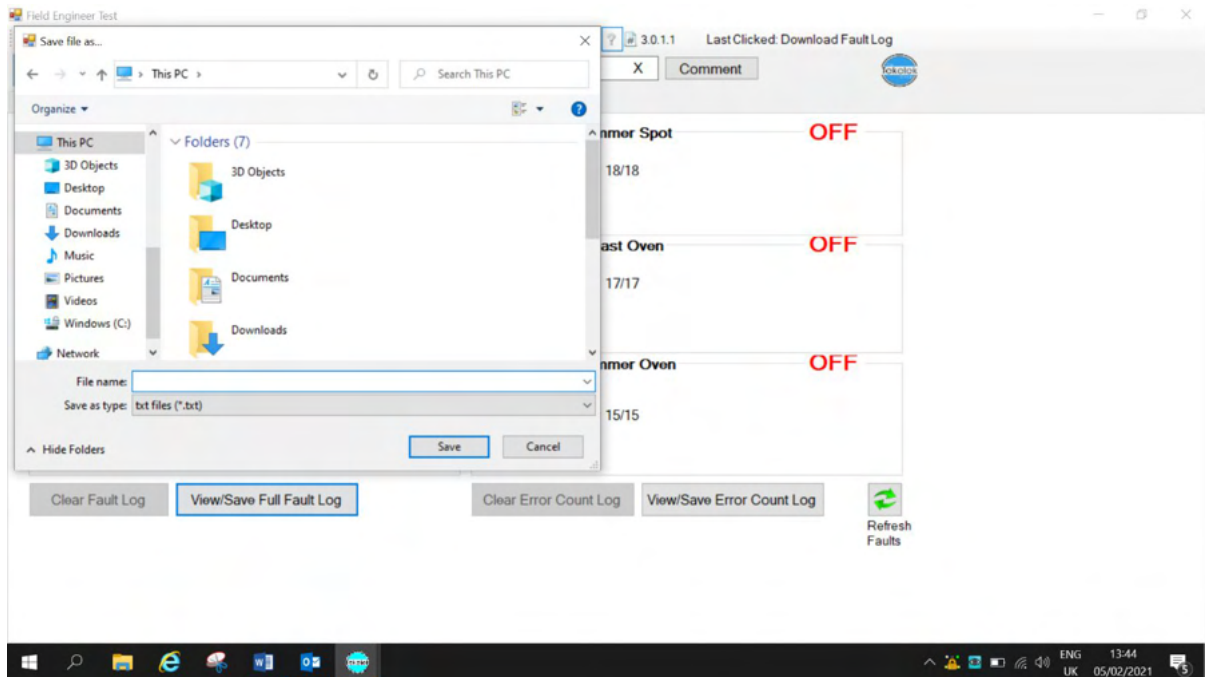 Field Engineer Test
Save file as...
3.0.1.1 Last Clicked: Download Fault Log
This PC
Search This PC
X Comment
Tokolok
Organize
This PC
3D Objects
Desktop
Documents
Downloads
Music
Pictures
Videos
Windows (C:)
Network
Folders (7)
3D Objects
Desktop
Documents
Downloads
File name:
Save as type: txt files (*.txt)
Hide Folders
Save
Cancel
mmer Spot OFF
18/18
ast Oven OFF
17/17
mmer Oven OFF
15/15
Clear Fault Log
View/Save Full Fault Log
Clear Error Count Log
View/Save Error Count Log
Refresh
Faults
ENG 13:44
UK 05/02/2021
5